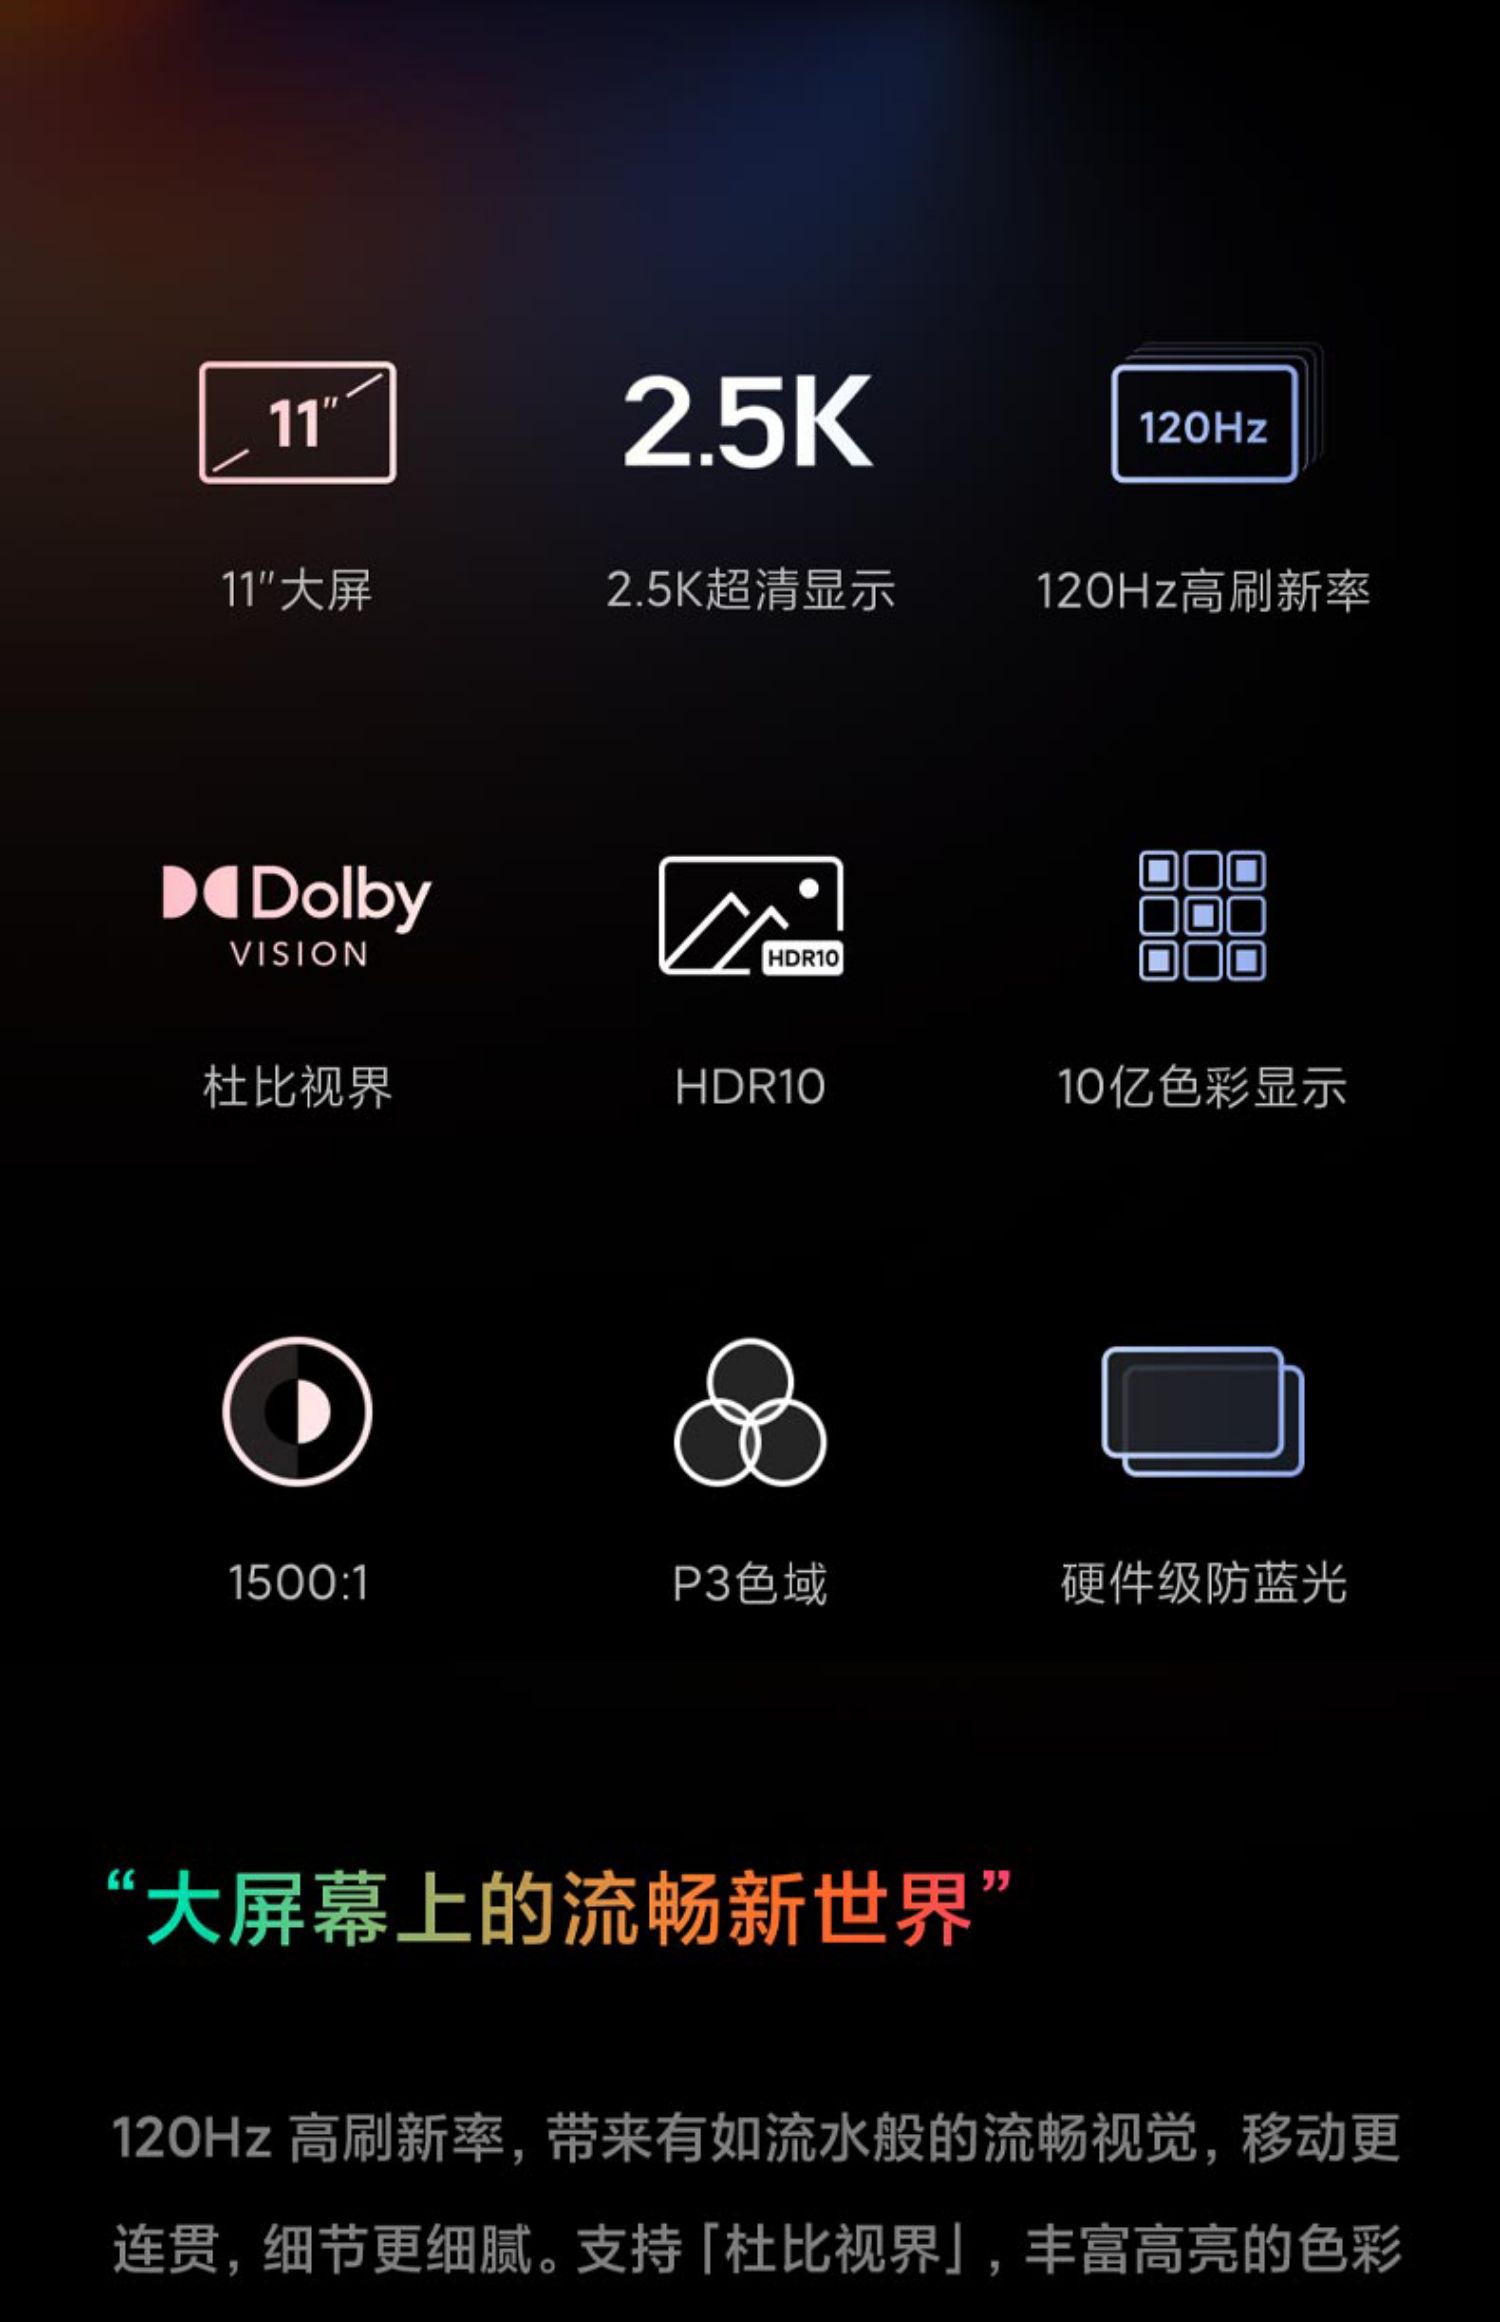 11″
2.5K
120Hz
11″大屏
2.5K超清显示
120Hz高刷新率
Dolby
VISION
HDR10
杜比视界
HDR10
10亿色彩显示
1500:1
P3色域
硬件级防蓝光
“大屏幕上的流畅新世界”
120Hz 高刷新率，带来有如流水般的流畅视觉，移动更
连贯，细节更细腻。支持「杜比视界」，丰富高亮的色彩